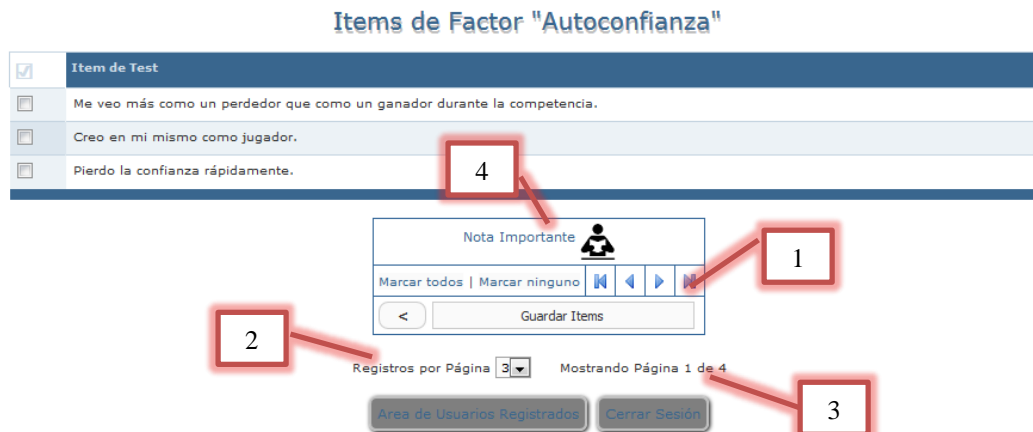 Items de Factor "Autoconfianza"
Item de Test
Me veo más como un perdedor que como un ganador durante la competencia.
Creo en mi mismo como jugador.
Pierdo la confianza rápidamente.
4
Nota Importante
1
Marcar todos | Marcar ninguno
< Guardar Items
2
Registros por Página 3 Mostrando Página 1 de 4
3
Area de Usuarios Registrados Cerrar Sesión